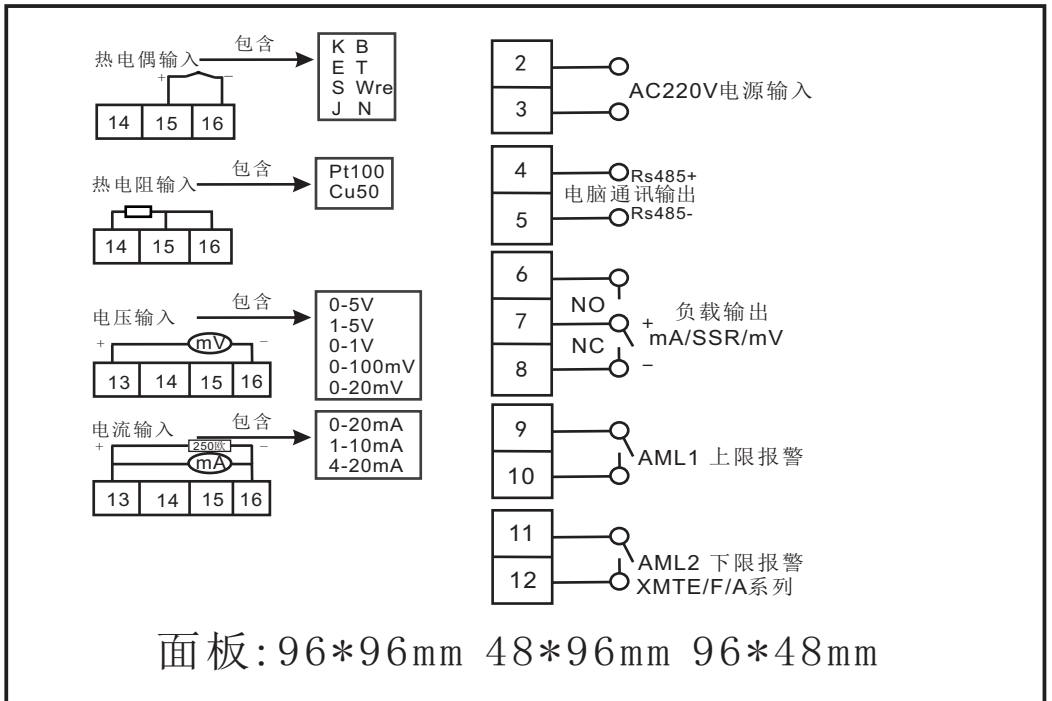 热电偶输入
包含
K B
E T
S Wre
J N
+ −
14 15 16
热电阻输入
包含
Pt100
Cu50
14 15 16
电压输入
包含
0-5V
1-5V
0-1V
0-100mV
0-20mV
+ mV −
13 14 15 16
电流输入
包含
0-20mA
1-10mA
4-20mA
+ 250欧 −
mA
13 14 15 16
2
3
AC220V电源输入
4
Rs485+
电脑通讯输出
5
Rs485-
6
NO
7
+
负载输出
mA/SSR/mV
NC
8
−
9
10
AML1 上限报警
11
12
AML2 下限报警
XMTE/F/A系列
面板:96*96mm 48*96mm 96*48mm